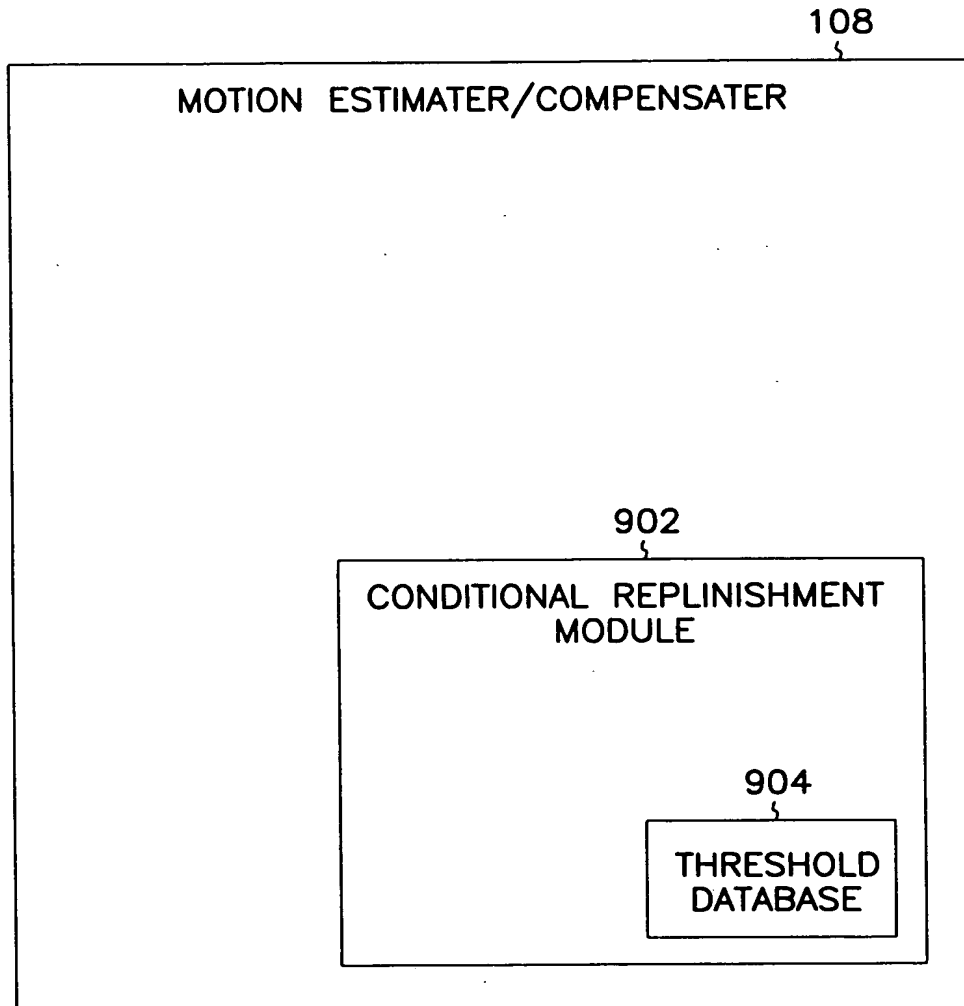 108
MOTION ESTIMATER/COMPENSATER
902
CONDITIONAL REPLINISHMENT
MODULE
904
THRESHOLD
DATABASE